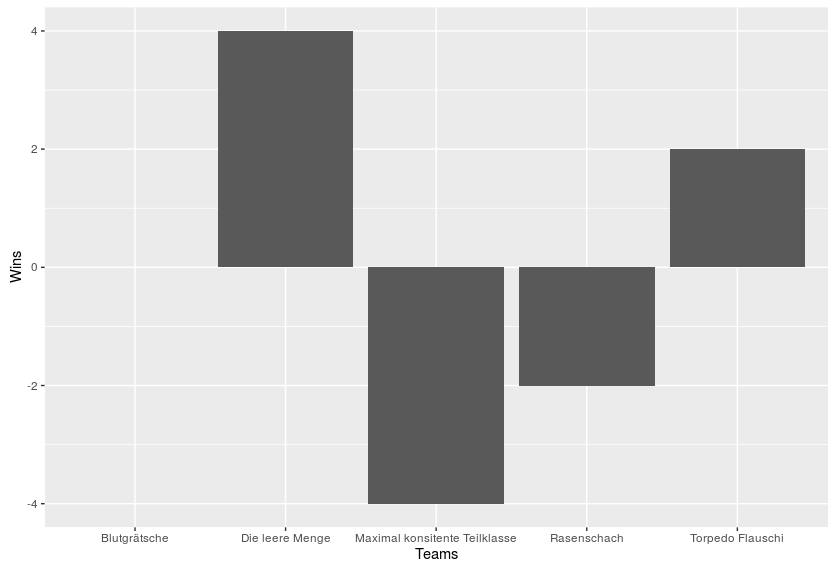 4
2
0
-2
-4
Wins
Blutgrätsche Die leere Menge Maximal konsitente Teilklasse Rasenschach Torpedo Flauschi
Teams